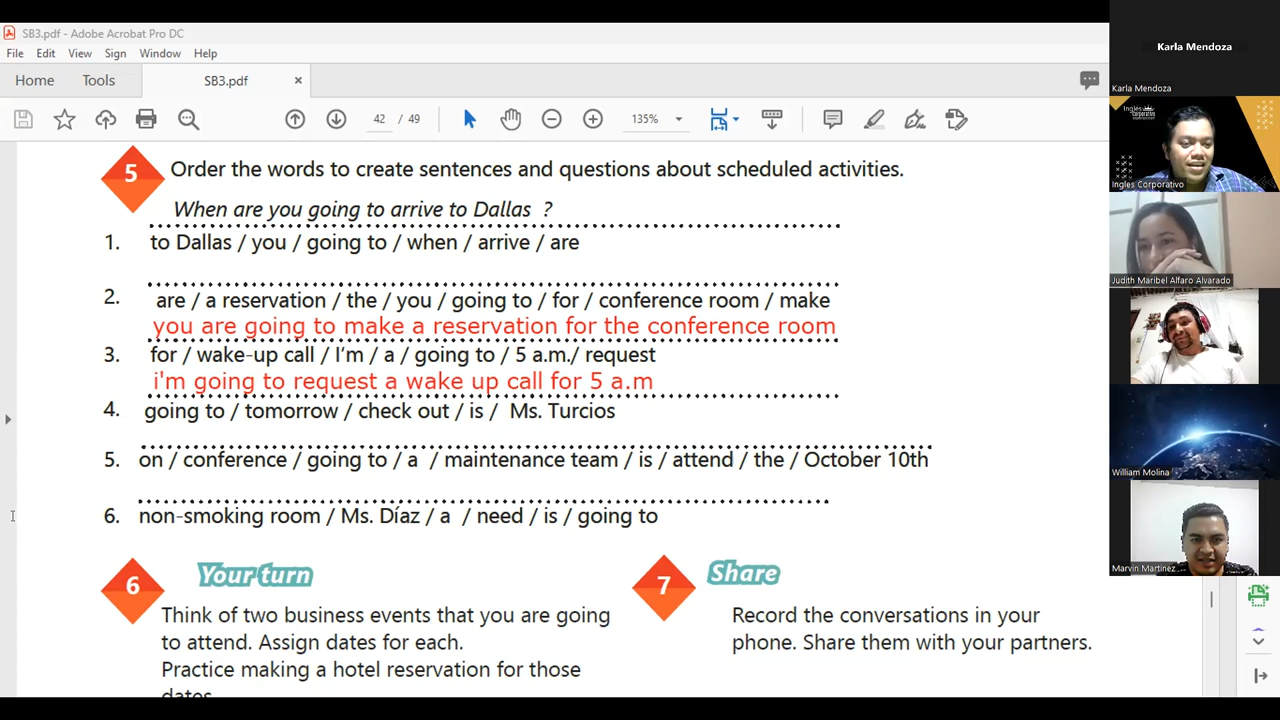 SB3.pdf - Adobe Acrobat Pro DC
File Edit View Sign Window Help
Home Tools SB3.pdf ×
42 / 49 135%
5 Order the words to create sentences and questions about scheduled activities.
When are you going to arrive to Dallas ?
1. to Dallas / you / going to / when / arrive / are
2. are / a reservation / the / you / going to / for / conference room / make
you are going to make a reservation for the conference room
3. for / wake-up call / I'm / a / going to / 5 a.m./ request
i'm going to request a wake up call for 5 a.m
4. going to / tomorrow / check out / is / Ms. Turcios
5. on / conference / going to / a / maintenance team / is / attend / the / October 10th
6. non-smoking room / Ms. Díaz / a / need / is / going to
6 Your turn
Think of two business events that you are going
to attend. Assign dates for each.
Practice making a hotel reservation for those
dates
7 Share
Record the conversations in your
phone. Share them with your partners.
Karla Mendoza
Karla Mendoza
Inglés
Corporativo
Ingles Corporativo
Judith Maribel Alfaro Alvarado
William Molina
Marvin Martinez